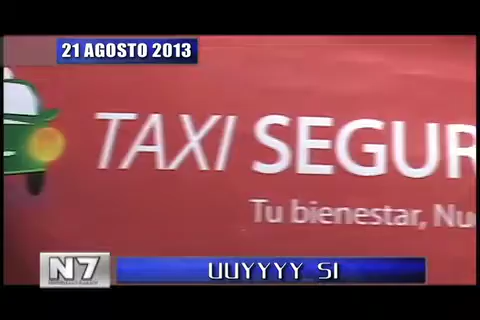 21 AGOSTO 2013
TAXI SEGUR
Tu bienestar, Nu
N7
UUYYYY SI